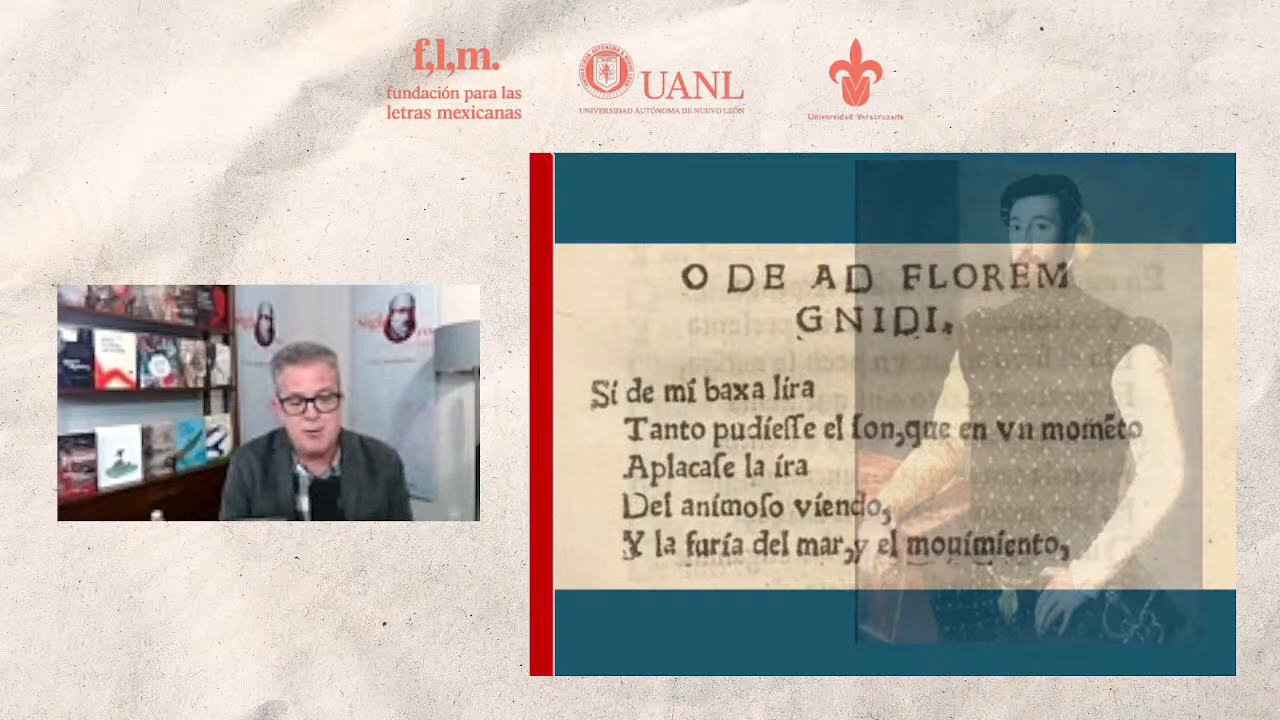 f,l,m.
fundación para las
letras mexicanas
UANL
UNIVERSIDAD AUTÓNOMA DE NUEVO LEÓN
Universidad Veracruzana
O DE AD FLOREM
GNIDI.
Si de mi baxa lira
Tanto pudieſſe el ſon,que en vn momẽto
Aplacaſe la ira
Del animoſo viendo,
Y la furia del mar,y el mouimiento,